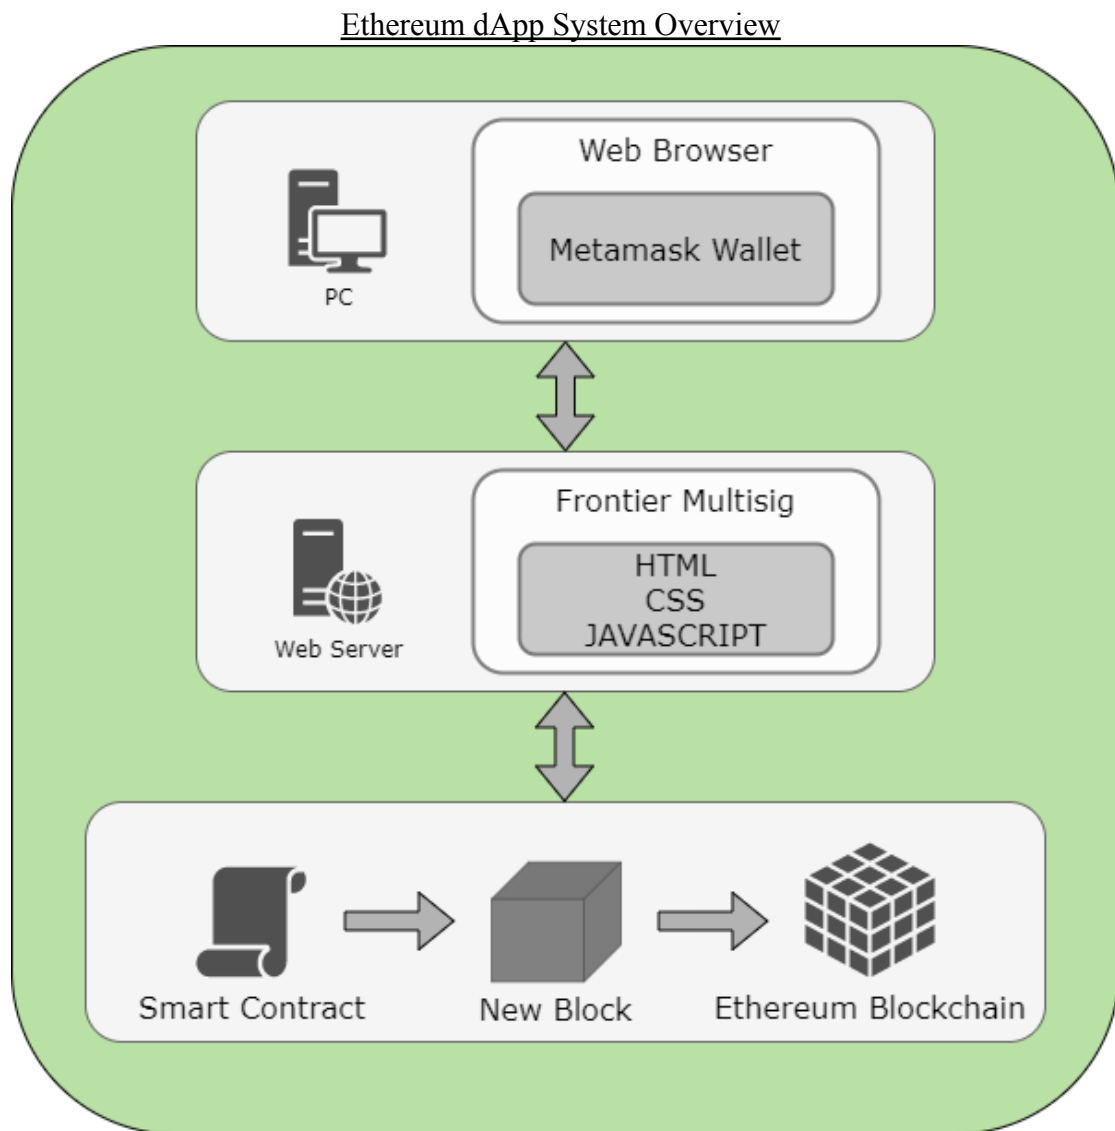 Ethereum dApp System Overview
Web Browser
Metamask Wallet
PC
Frontier Multisig
HTML
CSS
JAVASCRIPT
Web Server
Smart Contract
New Block
Ethereum Blockchain